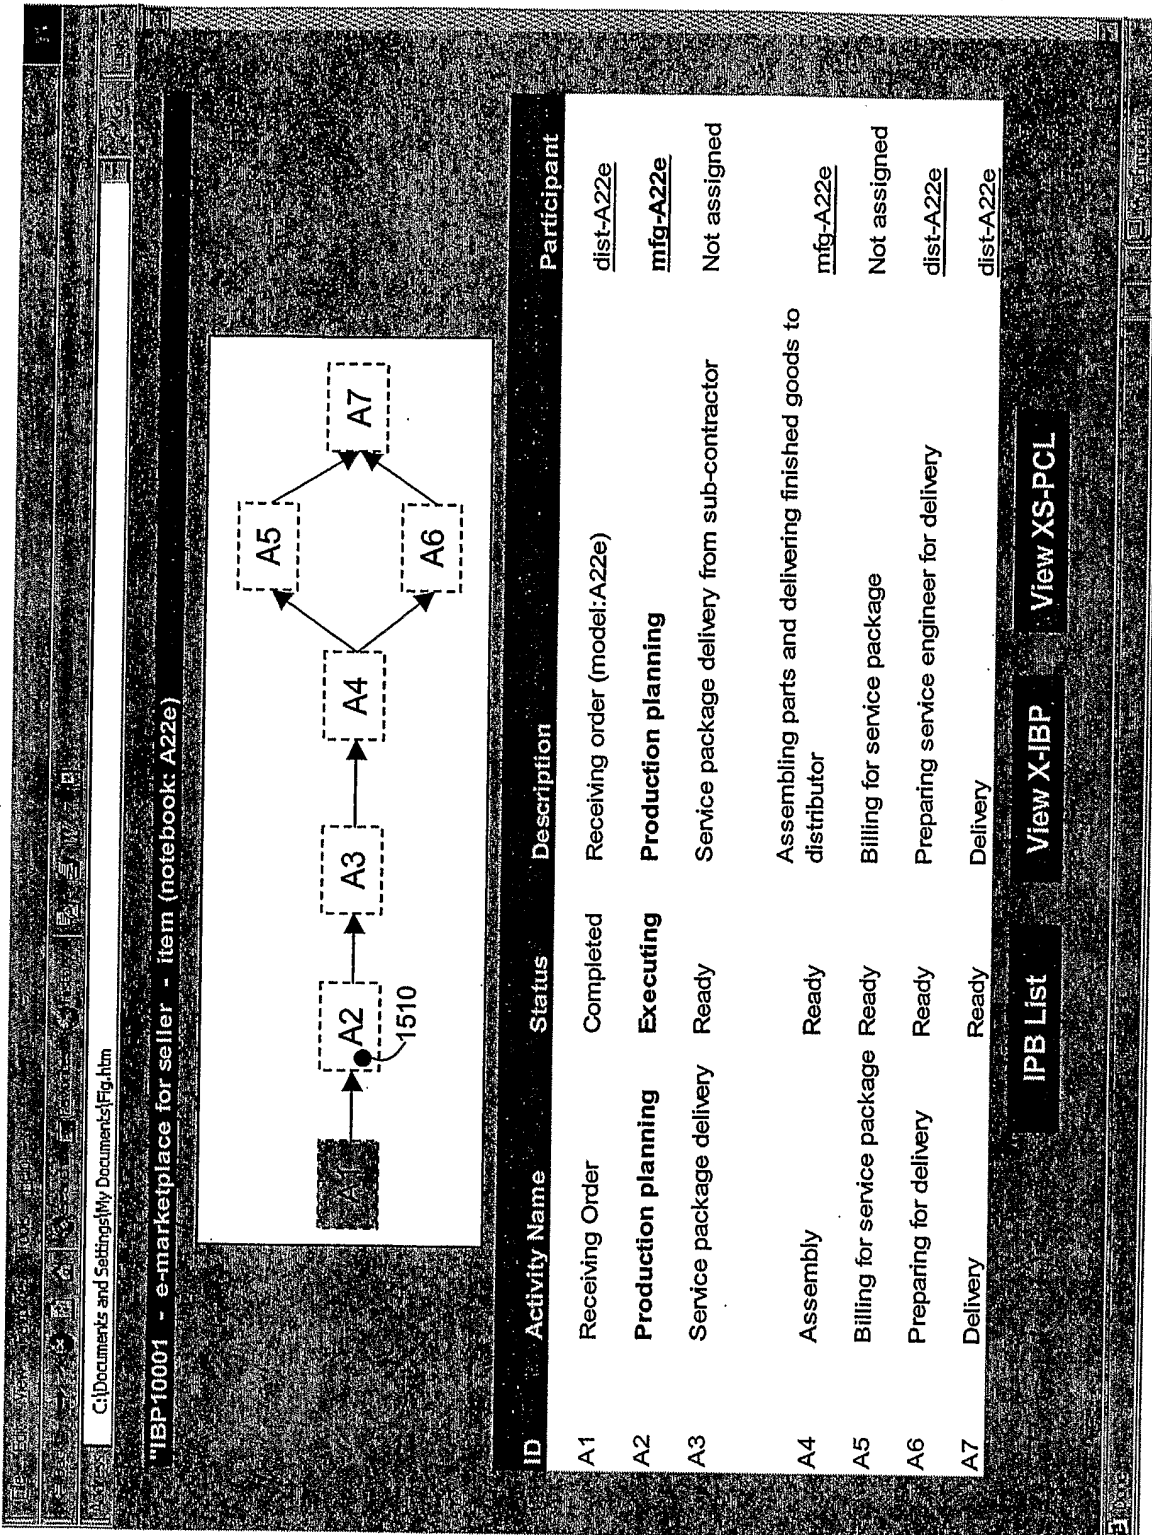 C:\Documents and Settings\My Documents\Fig.htm
"IBP10001 - e-marketplace for seller - item (notebook: A22e)
A5
A2 A3 A4 A7
1510
A6
ID Activity Name Status Description Participant
A1 Receiving Order Completed Receiving order (model:A22e) dist-A22e
A2 Production planning Executing Production planning mfg-A22e
A3 Service package delivery Ready Service package delivery from sub-contractor Not assigned
A4 Assembly Ready Assembling parts and delivering finished goods to distributor mfg-A22e
A5 Billing for service package Ready Billing for service package Not assigned
A6 Preparing for delivery Ready Preparing service engineer for delivery dist-A22e
A7 Delivery Ready Delivery dist-A22e
IPB List View X-IBP View XS-PCL